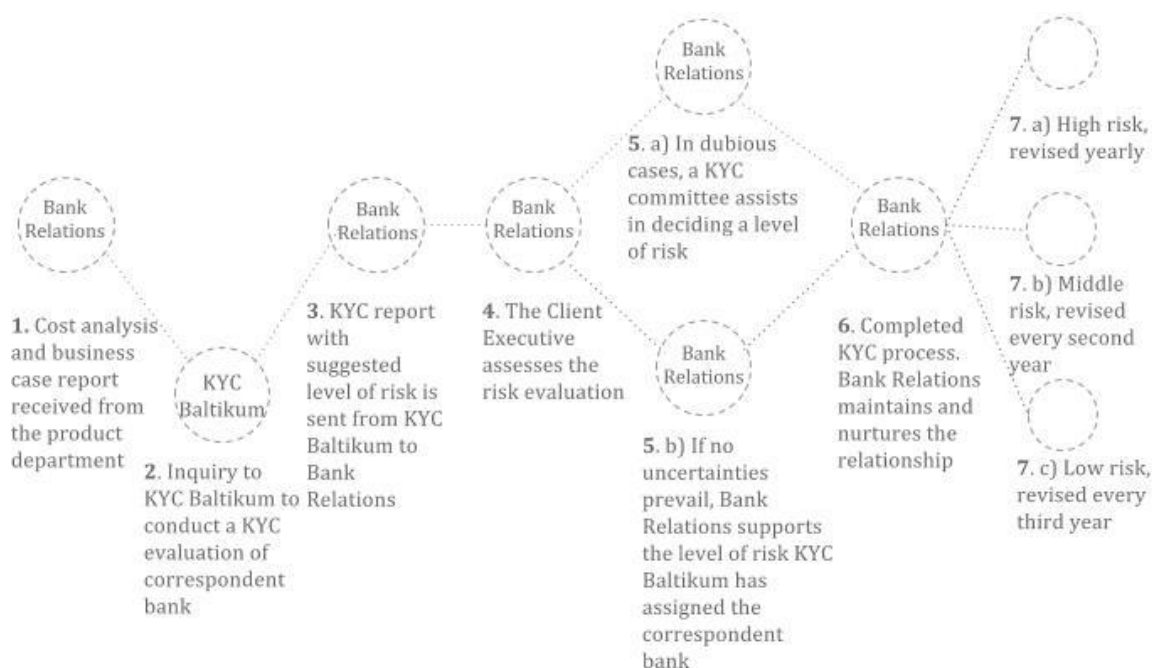 Bank
Relations
1. Cost analysis
and business
case report
received from
the product
department
KYC
Baltikum
2. Inquiry to
KYC Baltikum to
conduct a KYC
evaluation of
correspondent
bank
Bank
Relations
3. KYC report
with
suggested
level of risk is
sent from KYC
Baltikum to
Bank
Relations
Bank
Relations
4. The Client
Executive
assesses the
risk evaluation
Bank
Relations
5. a) In dubious
cases, a KYC
committee assists
in deciding a level
of risk
Bank
Relations
5. b) If no
uncertainties
prevail, Bank
Relations supports
the level of risk KYC
Baltikum has
assigned the
correspondent
bank
Bank
Relations
6. Completed
KYC process.
Bank Relations
maintains and
nurtures the
relationship
7. a) High risk,
revised yearly
7. b) Middle
risk, revised
every second
year
7. c) Low risk,
revised every
third year